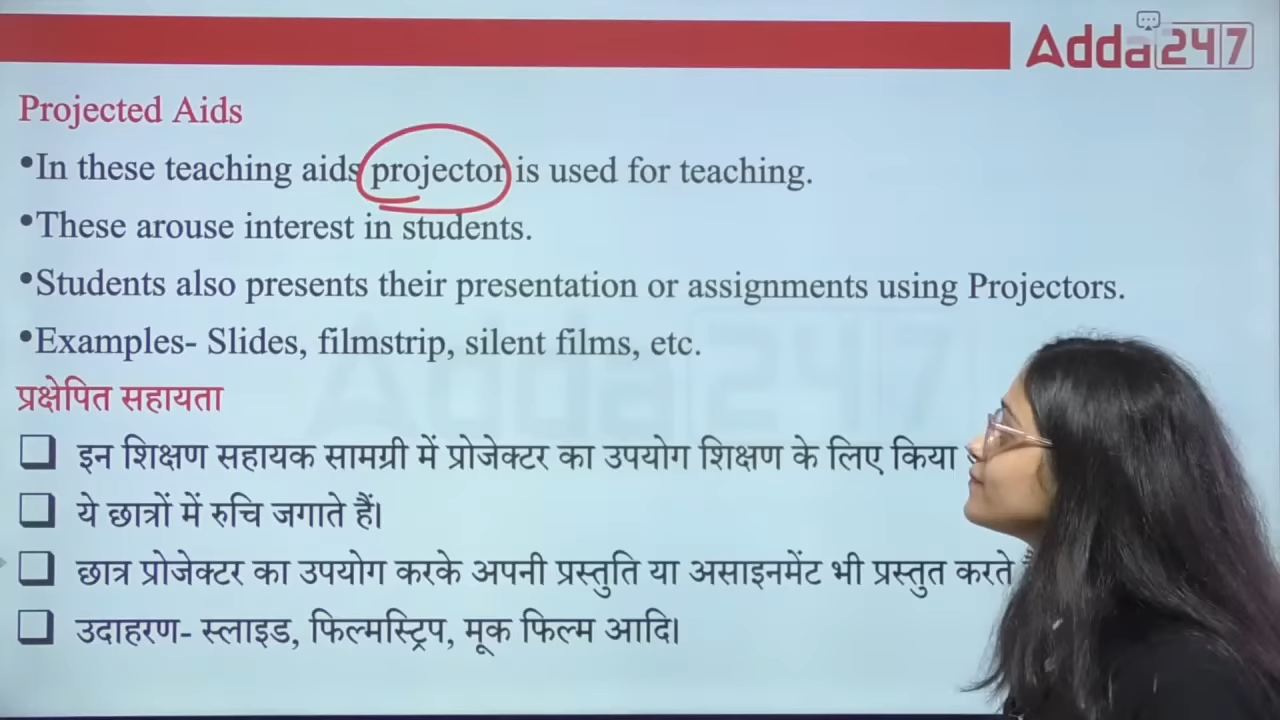 Adda247
Projected Aids
•In these teaching aids projector is used for teaching.
•These arouse interest in students.
•Students also presents their presentation or assignments using Projectors.
•Examples- Slides, filmstrip, silent films, etc.
प्रक्षेपित सहायता
❑ इन शिक्षण सहायक सामग्री में प्रोजेक्टर का उपयोग शिक्षण के लिए किया
❑ ये छात्रों में रुचि जगाते हैं।
❑ छात्र प्रोजेक्टर का उपयोग करके अपनी प्रस्तुति या असाइनमेंट भी प्रस्तुत करते
❑ उदाहरण- स्लाइड, फिल्मस्ट्रिप, मूक फिल्म आदि।